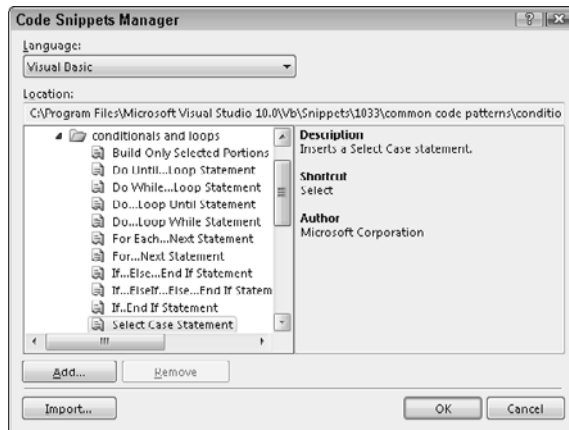 Code Snippets Manager
Language:
Visual Basic
Location:
C:\Program Files\Microsoft Visual Studio 10.0\Vb\Snippets\1033\common code patterns\conditio
conditionals and loops
Build Only Selected Portions
Do Until...Loop Statement
Do While...Loop Statement
Do...Loop Until Statement
Do...Loop While Statement
For Each...Next Statement
For...Next Statement
If...Else...End If Statement
If...ElseIf...Else...End If Statem
If..End If Statement
Select Case Statement
Description
Inserts a Select Case statement.
Shortcut
Select
Author
Microsoft Corporation
Add...
Remove
Import...
OK
Cancel